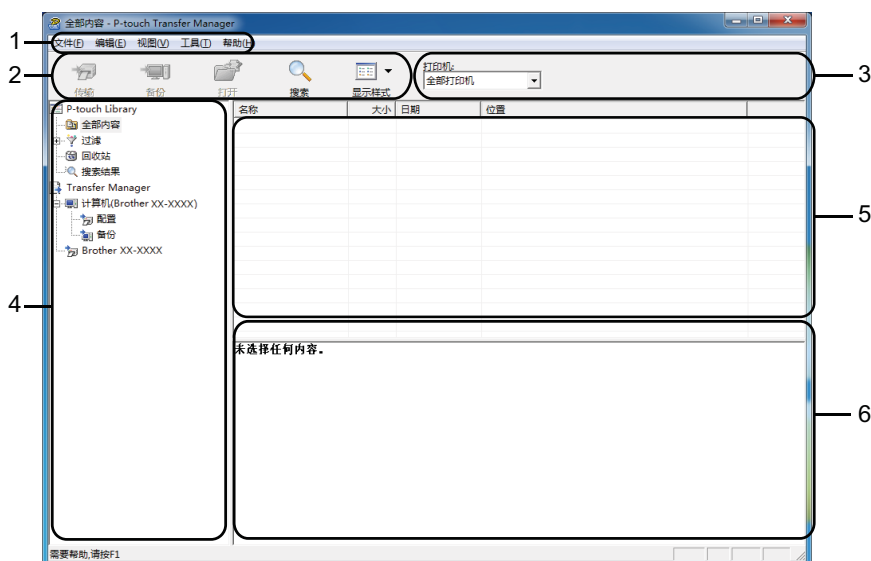 全部内容 - P-touch Transfer Manager
1
文件(F) 编辑(E) 视图(V) 工具(T) 帮助(H)
2
传输 备份 打开 搜索 显示样式
打印机:
全部打印机
3
P-touch Library
全部内容
过滤
回收站
搜索结果
Transfer Manager
计算机(Brother XX-XXXX)
配置
备份
Brother XX-XXXX
4
名称 大小 日期 位置
5
未选择任何内容。
6
需要帮助,请按F1